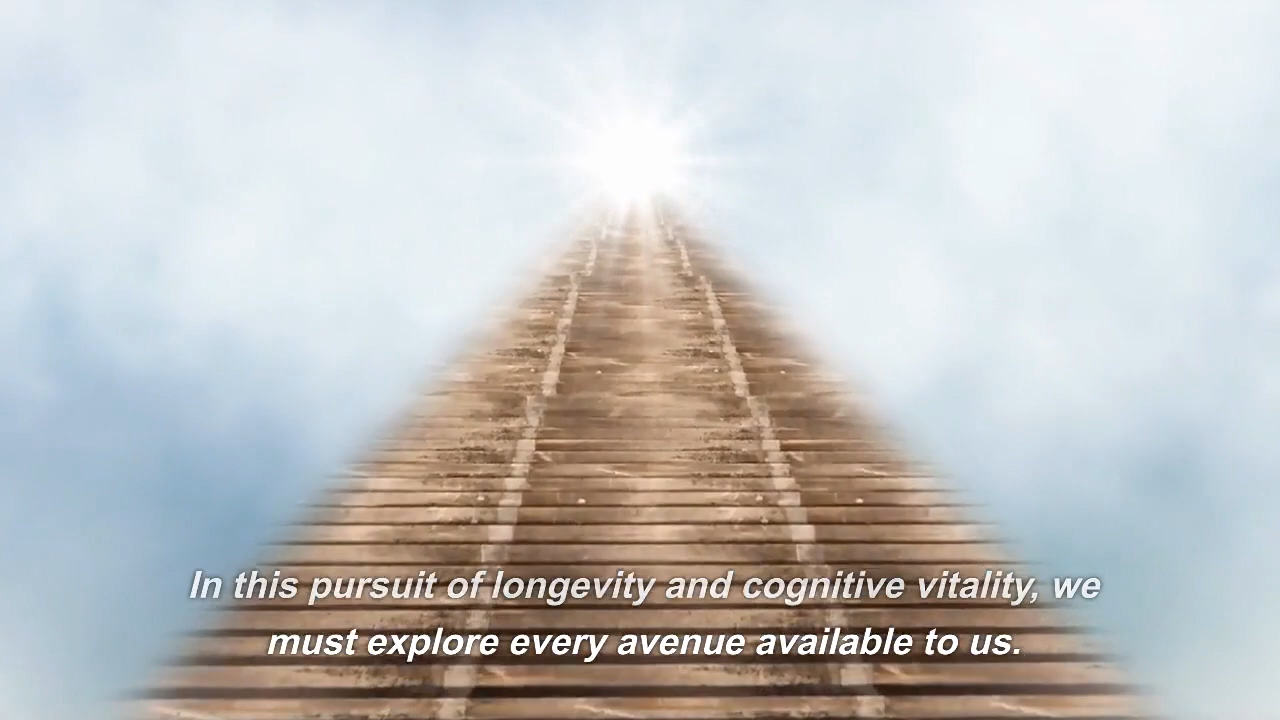 In this pursuit of longevity and cognitive vitality, we
must explore every avenue available to us.